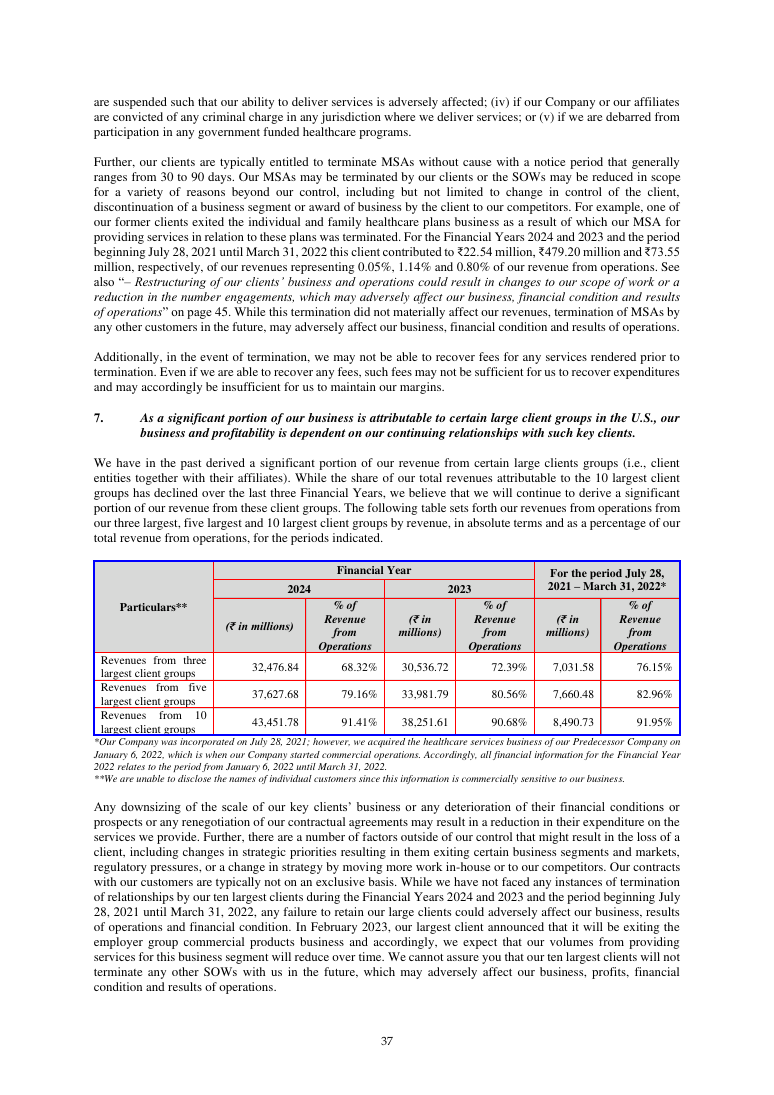 are suspended such that our ability to deliver services is adversely affected; (iv) if our Company or our affiliates
are convicted of any criminal charge in any jurisdiction where we deliver services; or (v) if we are debarred from
participation in any government funded healthcare programs.
Further, our clients are typically entitled to terminate MSAs without cause with a notice period that generally
ranges from 30 to 90 days. Our MSAs may be terminated by our clients or the SOWs may be reduced in scope
for a variety of reasons beyond our control, including but not limited to change in control of the client,
discontinuation of a business segment or award of business by the client to our competitors. For example, one of
our former clients exited the individual and family healthcare plans business as a result of which our MSA for
providing services in relation to these plans was terminated. For the Financial Years 2024 and 2023 and the period
beginning July 28, 2021 until March 31, 2022 this client contributed to ₹22.54 million, ₹479.20 million and ₹73.55
million, respectively, of our revenues representing 0.05%, 1.14% and 0.80% of our revenue from operations. See
also “– Restructuring of our clients’ business and operations could result in changes to our scope of work or a
reduction in the number engagements, which may adversely affect our business, financial condition and results
of operations” on page 45. While this termination did not materially affect our revenues, termination of MSAs by
any other customers in the future, may adversely affect our business, financial condition and results of operations.
Additionally, in the event of termination, we may not be able to recover fees for any services rendered prior to
termination. Even if we are able to recover any fees, such fees may not be sufficient for us to recover expenditures
and may accordingly be insufficient for us to maintain our margins.
7. As a significant portion of our business is attributable to certain large client groups in the U.S., our
business and profitability is dependent on our continuing relationships with such key clients.
We have in the past derived a significant portion of our revenue from certain large clients groups (i.e., client
entities together with their affiliates). While the share of our total revenues attributable to the 10 largest client
groups has declined over the last three Financial Years, we believe that we will continue to derive a significant
portion of our revenue from these client groups. The following table sets forth our revenues from operations from
our three largest, five largest and 10 largest client groups by revenue, in absolute terms and as a percentage of our
total revenue from operations, for the periods indicated.
Particulars** Financial Year For the period July 28,
2021 – March 31, 2022*
2024 2023
(₹ in millions) % of Revenue from Operations (₹ in millions) % of Revenue from Operations (₹ in millions) % of Revenue from Operations
Revenues from three
largest client groups 32,476.84 68.32% 30,536.72 72.39% 7,031.58 76.15%
Revenues from five
largest client groups 37,627.68 79.16% 33,981.79 80.56% 7,660.48 82.96%
Revenues from 10
largest client groups 43,451.78 91.41% 38,251.61 90.68% 8,490.73 91.95%
*Our Company was incorporated on July 28, 2021; however, we acquired the healthcare services business of our Predecessor Company on
January 6, 2022, which is when our Company started commercial operations. Accordingly, all financial information for the Financial Year
2022 relates to the period from January 6, 2022 until March 31, 2022.
**We are unable to disclose the names of individual customers since this information is commercially sensitive to our business.
Any downsizing of the scale of our key clients’ business or any deterioration of their financial conditions or
prospects or any renegotiation of our contractual agreements may result in a reduction in their expenditure on the
services we provide. Further, there are a number of factors outside of our control that might result in the loss of a
client, including changes in strategic priorities resulting in them exiting certain business segments and markets,
regulatory pressures, or a change in strategy by moving more work in-house or to our competitors. Our contracts
with our customers are typically not on an exclusive basis. While we have not faced any instances of termination
of relationships by our ten largest clients during the Financial Years 2024 and 2023 and the period beginning July
28, 2021 until March 31, 2022, any failure to retain our large clients could adversely affect our business, results
of operations and financial condition. In February 2023, our largest client announced that it will be exiting the
employer group commercial products business and accordingly, we expect that our volumes from providing
services for this business segment will reduce over time. We cannot assure you that our ten largest clients will not
terminate any other SOWs with us in the future, which may adversely affect our business, profits, financial
condition and results of operations.
37